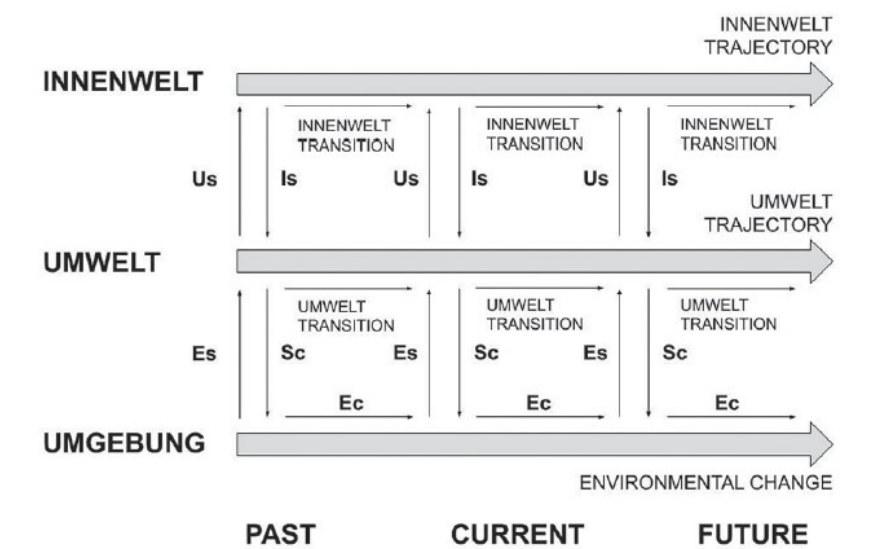 INNENWELT
TRAJECTORY
INNENWELT
INNENWELT
TRANSITION
INNENWELT
TRANSITION
INNENWELT
TRANSITION
Us Is Us Is Us Is
UMWELT
TRAJECTORY
UMWELT
UMWELT
TRANSITION
UMWELT
TRANSITION
UMWELT
TRANSITION
Es Sc Es Sc Es Sc
Ec Ec Ec
UMGEBUNG
ENVIRONMENTAL CHANGE
PAST CURRENT FUTURE